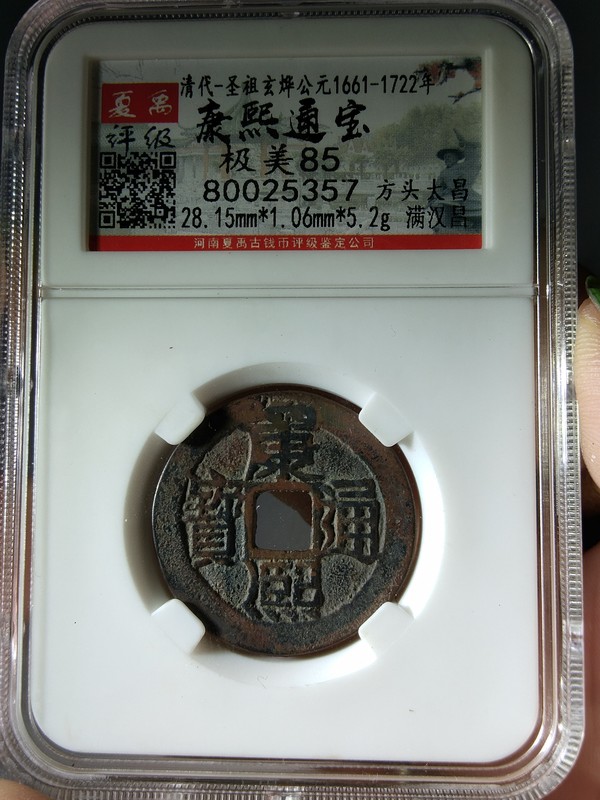 清代-圣祖玄烨公元1661-1722年
夏禹
评级
康熙通宝
极美85
80025357 方头大昌
28.15mm*1.06mm*5.2g 满汉昌
河南夏禹古钱币评级鉴定公司
康熙通寶